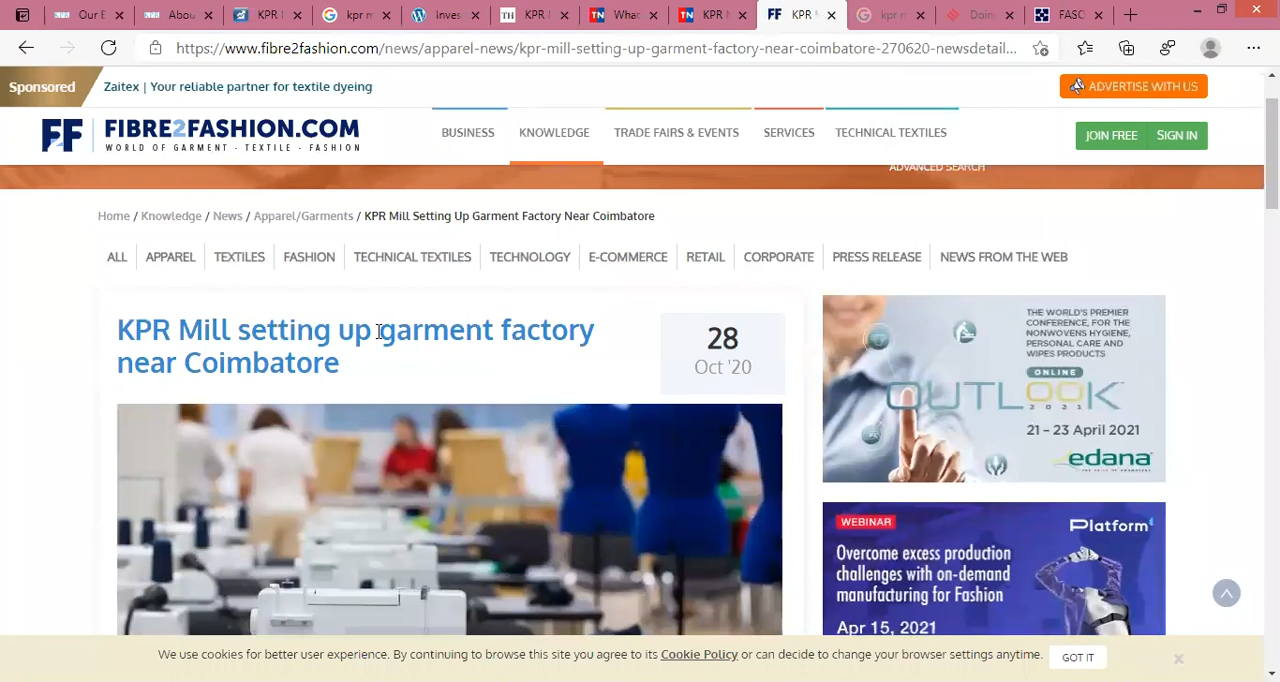 Our E
Abou
KPR I
kpr m
Inves
KPR M
What
KPR M
KPR M
kpr m
Doin
FASC
https://www.fibre2fashion.com/news/apparel-news/kpr-mill-setting-up-garment-factory-near-coimbatore-270620-newsdetail...
Sponsored
Zaitex | Your reliable partner for textile dyeing
ADVERTISE WITH US
FF
FIBRE2FASHION.COM
WORLD OF GARMENT - TEXTILE - FASHION
BUSINESS
KNOWLEDGE
TRADE FAIRS & EVENTS
SERVICES
TECHNICAL TEXTILES
JOIN FREE
SIGN IN
ADVANCED SEARCH
Home / Knowledge / News / Apparel/Garments / KPR Mill Setting Up Garment Factory Near Coimbatore
ALL
APPAREL
TEXTILES
FASHION
TECHNICAL TEXTILES
TECHNOLOGY
E-COMMERCE
RETAIL
CORPORATE
PRESS RELEASE
NEWS FROM THE WEB
KPR Mill setting up garment factory
near Coimbatore
28
Oct '20
THE WORLD'S PREMIER
CONFERENCE, FOR THE
NONWOVENS HYGIENE,
PERSONAL CARE AND
WIPES PRODUCTS
ONLINE
OUTLOOK
2021
21 – 23 April 2021
edana
WEBINAR
Platform
Overcome excess production
challenges with on-demand
manufacturing for Fashion
Apr 15, 2021
We use cookies for better user experience. By continuing to browse this site you agree to its Cookie Policy or can decide to change your browser settings anytime.
GOT IT